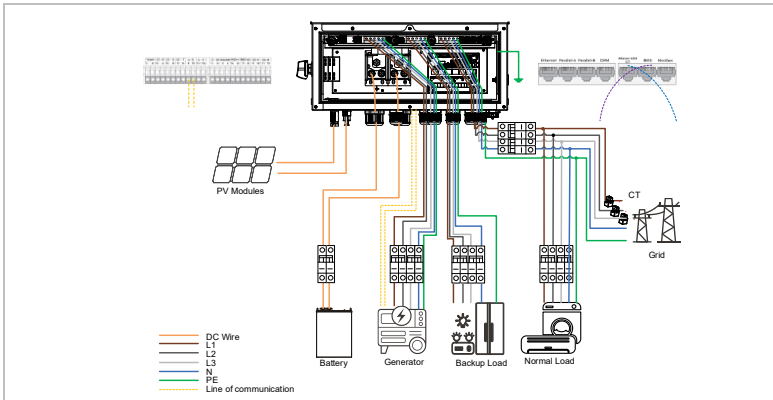 Ethernet Parallel-A Parallel-B DRM
BMS
PV Modules
CT
Grid
Battery
Generator
Backup Load
Normal Load
DC Wire
L1
L2
L3
N
PE
Line of communication